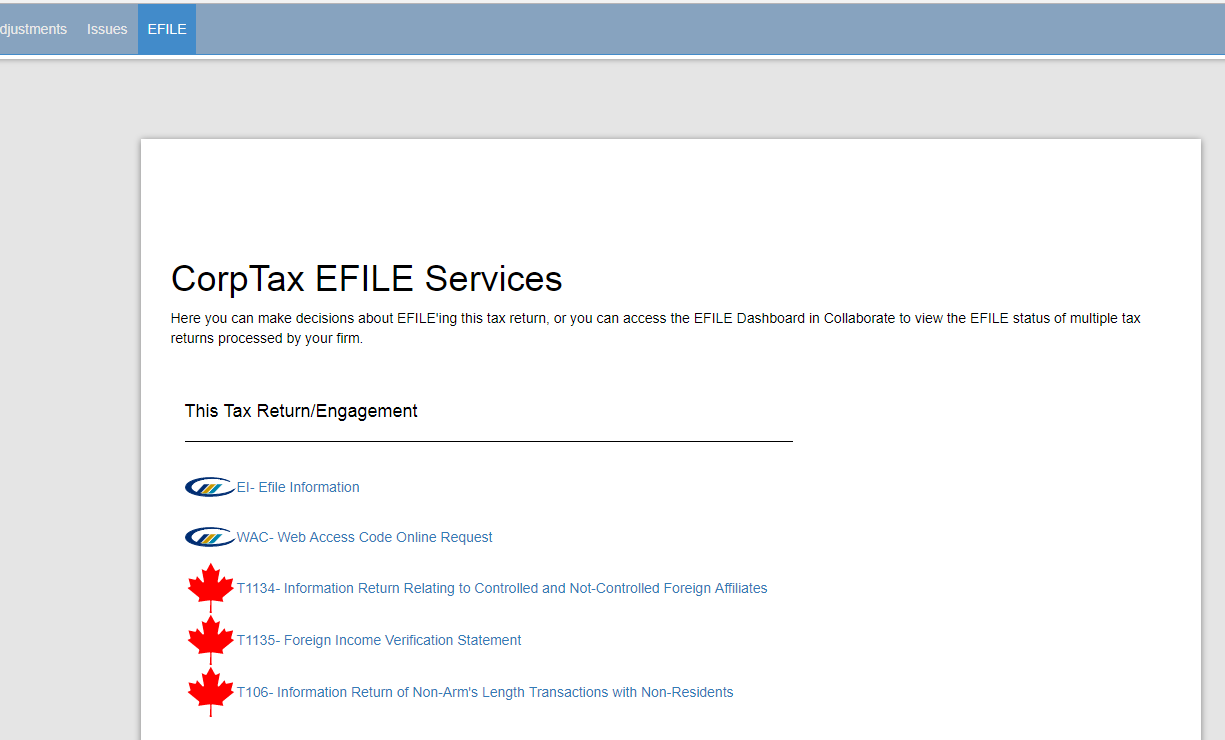 djustments Issues EFILE
CorpTax EFILE Services
Here you can make decisions about EFILE'ing this tax return, or you can access the EFILE Dashboard in Collaborate to view the EFILE status of multiple tax
returns processed by your firm.
This Tax Return/Engagement
EI- Efile Information
WAC- Web Access Code Online Request
T1134- Information Return Relating to Controlled and Not-Controlled Foreign Affiliates
T1135- Foreign Income Verification Statement
T106- Information Return of Non-Arm's Length Transactions with Non-Residents